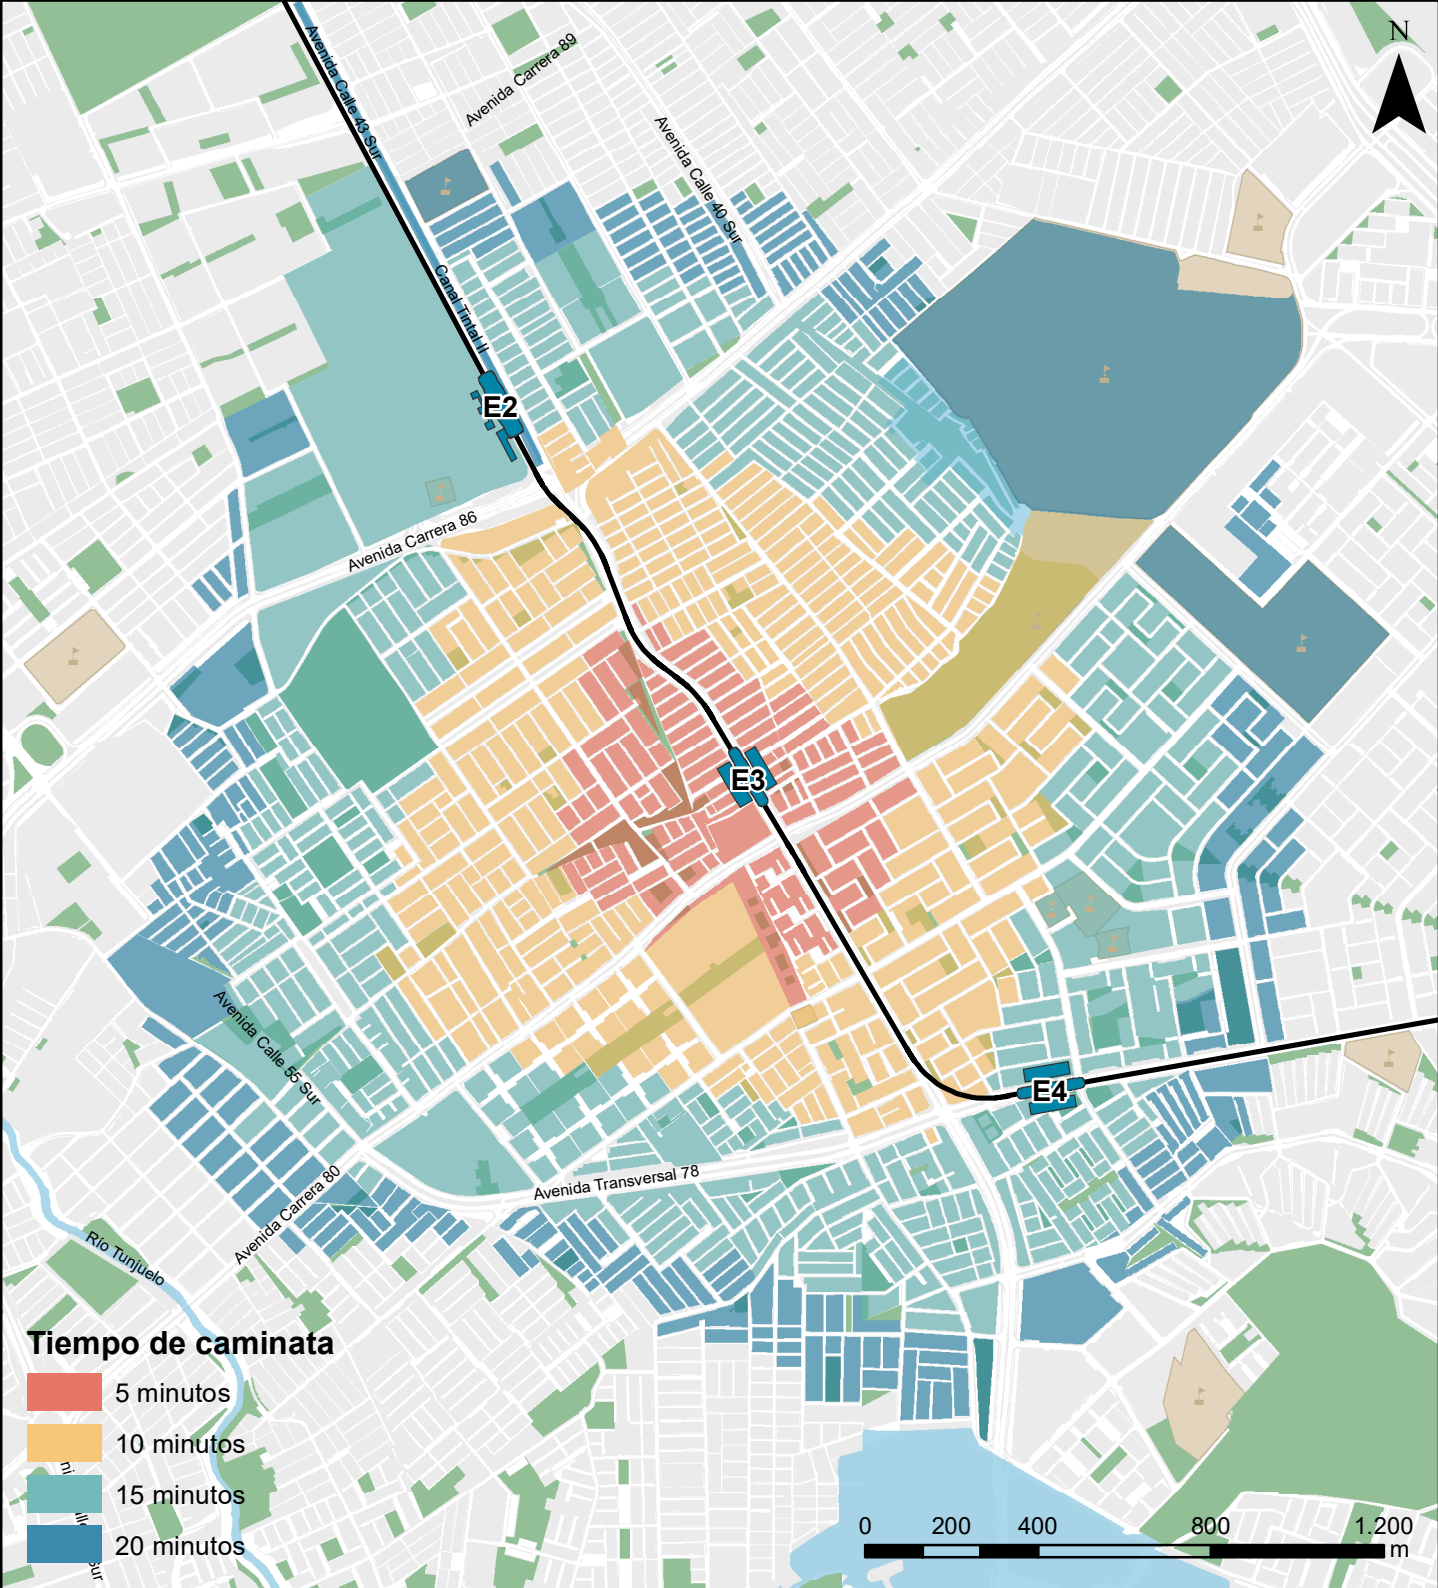 N
Avenida Calle 43 Sur
Avenida Carrera 89
Avenida Calle 40 Sur
Canal Tintal II
E2
Avenida Carrera 86
E3
Avenida Calle 55 Sur
E4
Avenida Transversal 78
Avenida Carrera 80
Río Tunjuelo
Tiempo de caminata
5 minutos
10 minutos
15 minutos
20 minutos
0 200 400 800 1.200
m